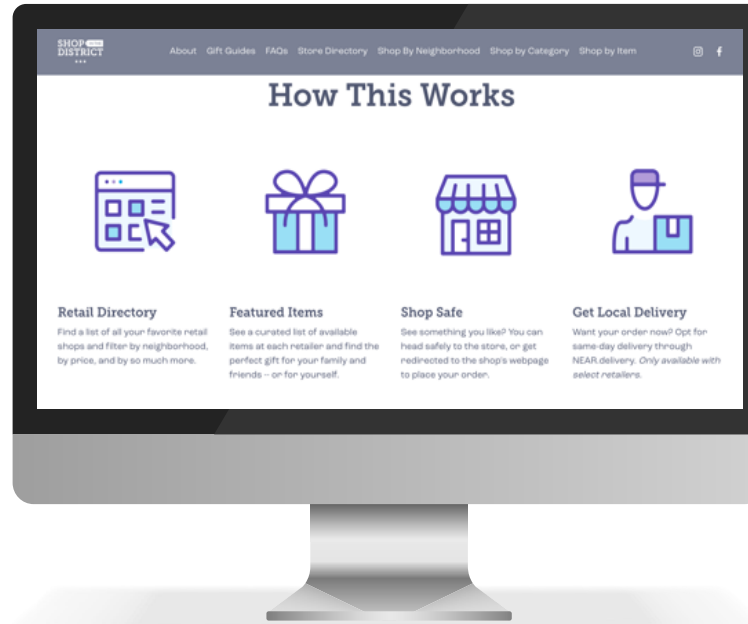 SHOP
DISTRICT
About Gift Guides FAQs Store Directory Shop By Neighborhood Shop by Category Shop by Item
How This Works
Retail Directory
Find a list of all your favorite retail
shops and filter by neighborhood,
by price, and by so much more.
Featured Items
See a curated list of available
items at each retailer and find the
perfect gift for your family and
friends – or for yourself.
Shop Safe
See something you like? You can
head safely to the store, or get
redirected to the shop's webpage
to place your order.
Get Local Delivery
Want your order now? Opt for
same-day delivery through
NEAR.delivery. Only available with
select retailers.